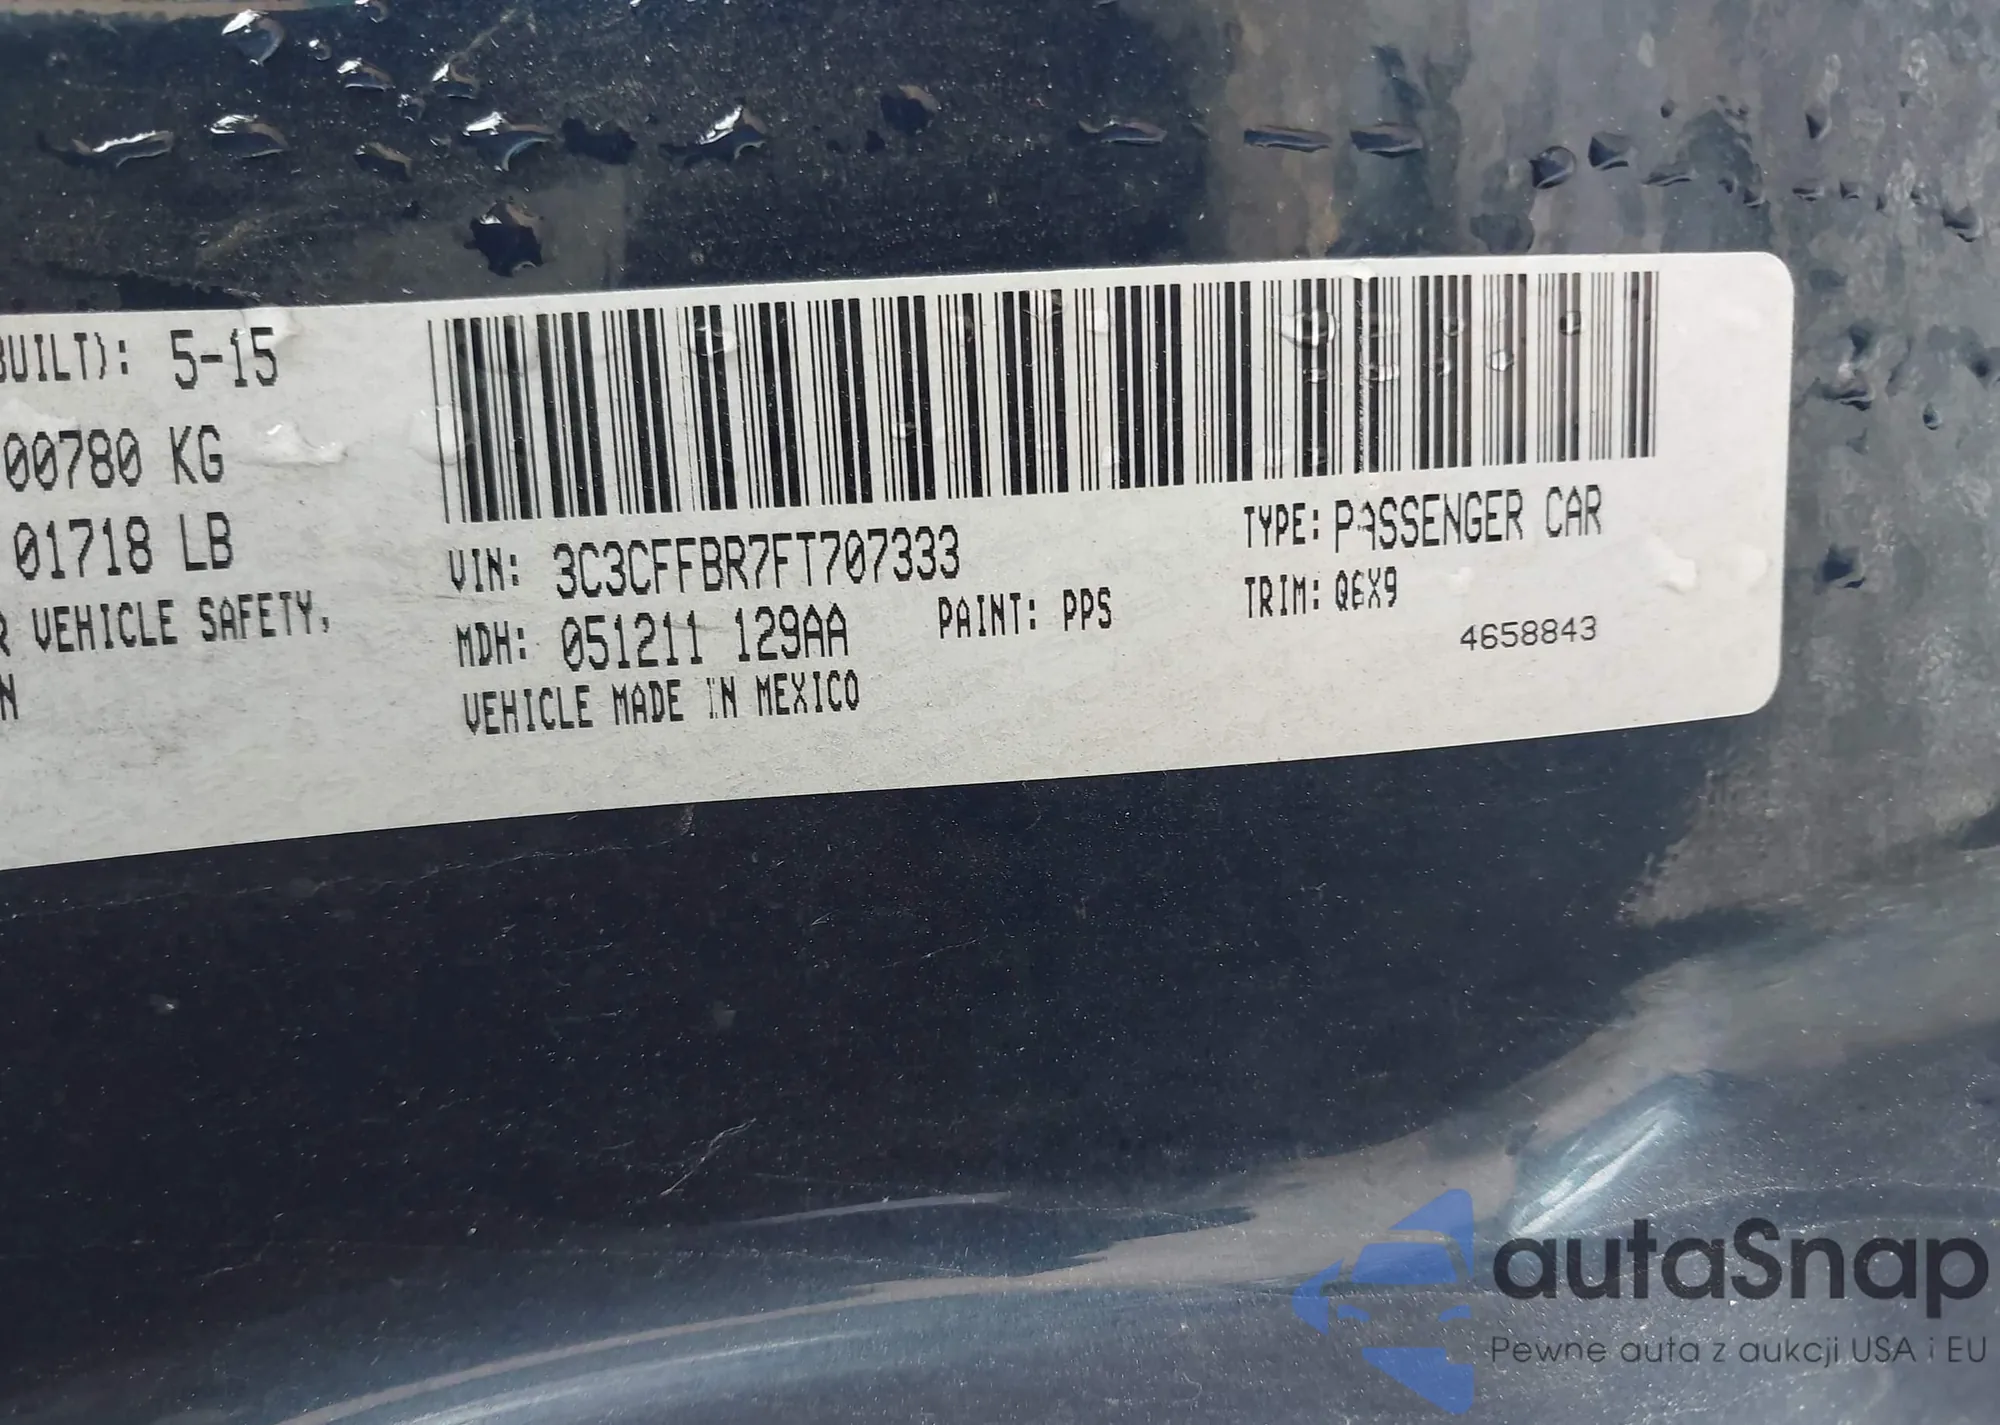 BUILT): 5-15
00780 KG
01718 LB
R VEHICLE SAFETY,
N
VIN: 3C3CFFBR7FT707333
TYPE: PASSENGER CAR
MDH: 051211 129AA
PAINT: PPS
TRIM: Q6X9
4658843
VEHICLE MADE IN MEXICO
autaSnap
Pewne auta z aukcji USA i EU